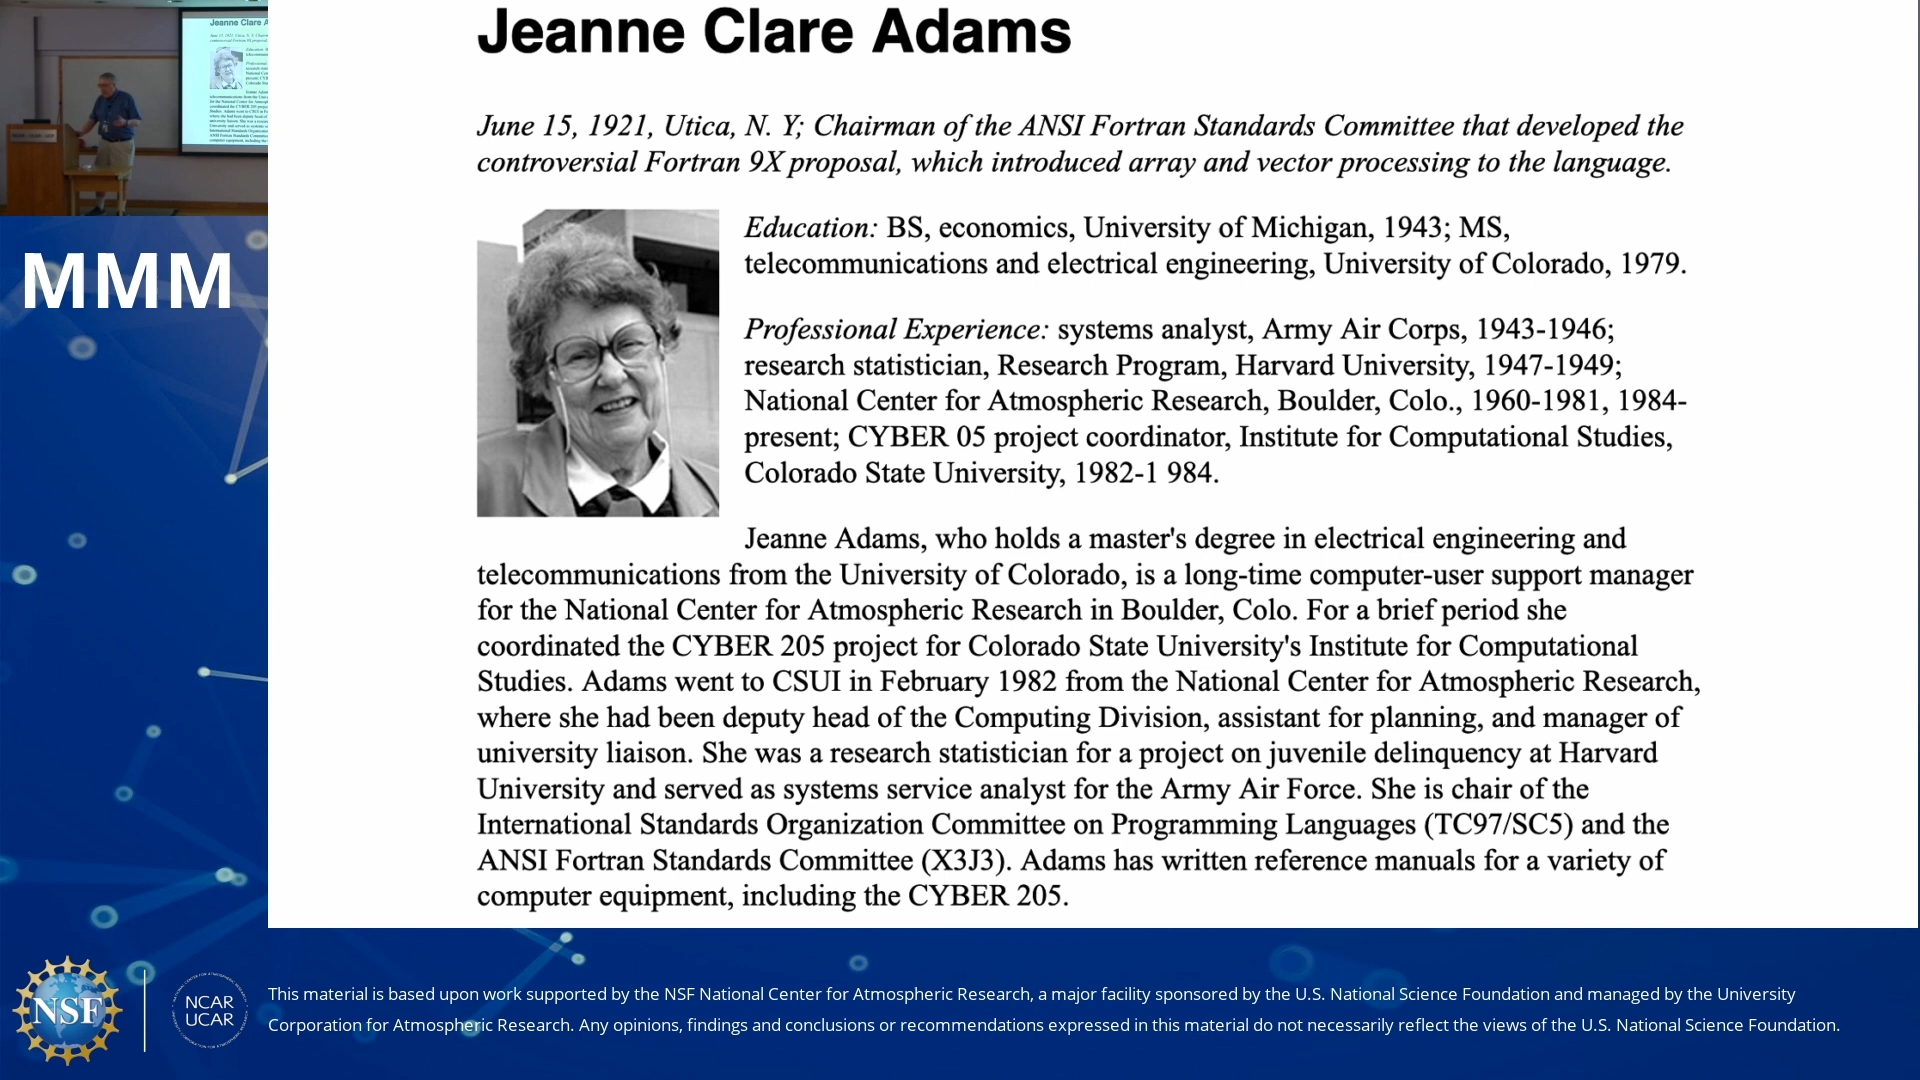 Jeanne Clare Adams
June 15, 1921, Utica, N. Y; Chairman of the ANSI Fortran Standards Committee that developed the
controversial Fortran 9X proposal, which introduced array and vector processing to the language.
Education: BS, economics, University of Michigan, 1943; MS,
telecommunications and electrical engineering, University of Colorado, 1979.
Professional Experience: systems analyst, Army Air Corps, 1943-1946;
research statistician, Research Program, Harvard University, 1947-1949;
National Center for Atmospheric Research, Boulder, Colo., 1960-1981, 1984-
present; CYBER 05 project coordinator, Institute for Computational Studies,
Colorado State University, 1982-1 984.
Jeanne Adams, who holds a master's degree in electrical engineering and
telecommunications from the University of Colorado, is a long-time computer-user support manager
for the National Center for Atmospheric Research in Boulder, Colo. For a brief period she
coordinated the CYBER 205 project for Colorado State University's Institute for Computational
Studies. Adams went to CSUI in February 1982 from the National Center for Atmospheric Research,
where she had been deputy head of the Computing Division, assistant for planning, and manager of
university liaison. She was a research statistician for a project on juvenile delinquency at Harvard
University and served as systems service analyst for the Army Air Force. She is chair of the
International Standards Organization Committee on Programming Languages (TC97/SC5) and the
ANSI Fortran Standards Committee (X3J3). Adams has written reference manuals for a variety of
computer equipment, including the CYBER 205.
Jeanne Clare A
MMM
NSF
NCAR
UCAR
This material is based upon work supported by the NSF National Center for Atmospheric Research, a major facility sponsored by the U.S. National Science Foundation and managed by the University
Corporation for Atmospheric Research. Any opinions, findings and conclusions or recommendations expressed in this material do not necessarily reflect the views of the U.S. National Science Foundation.